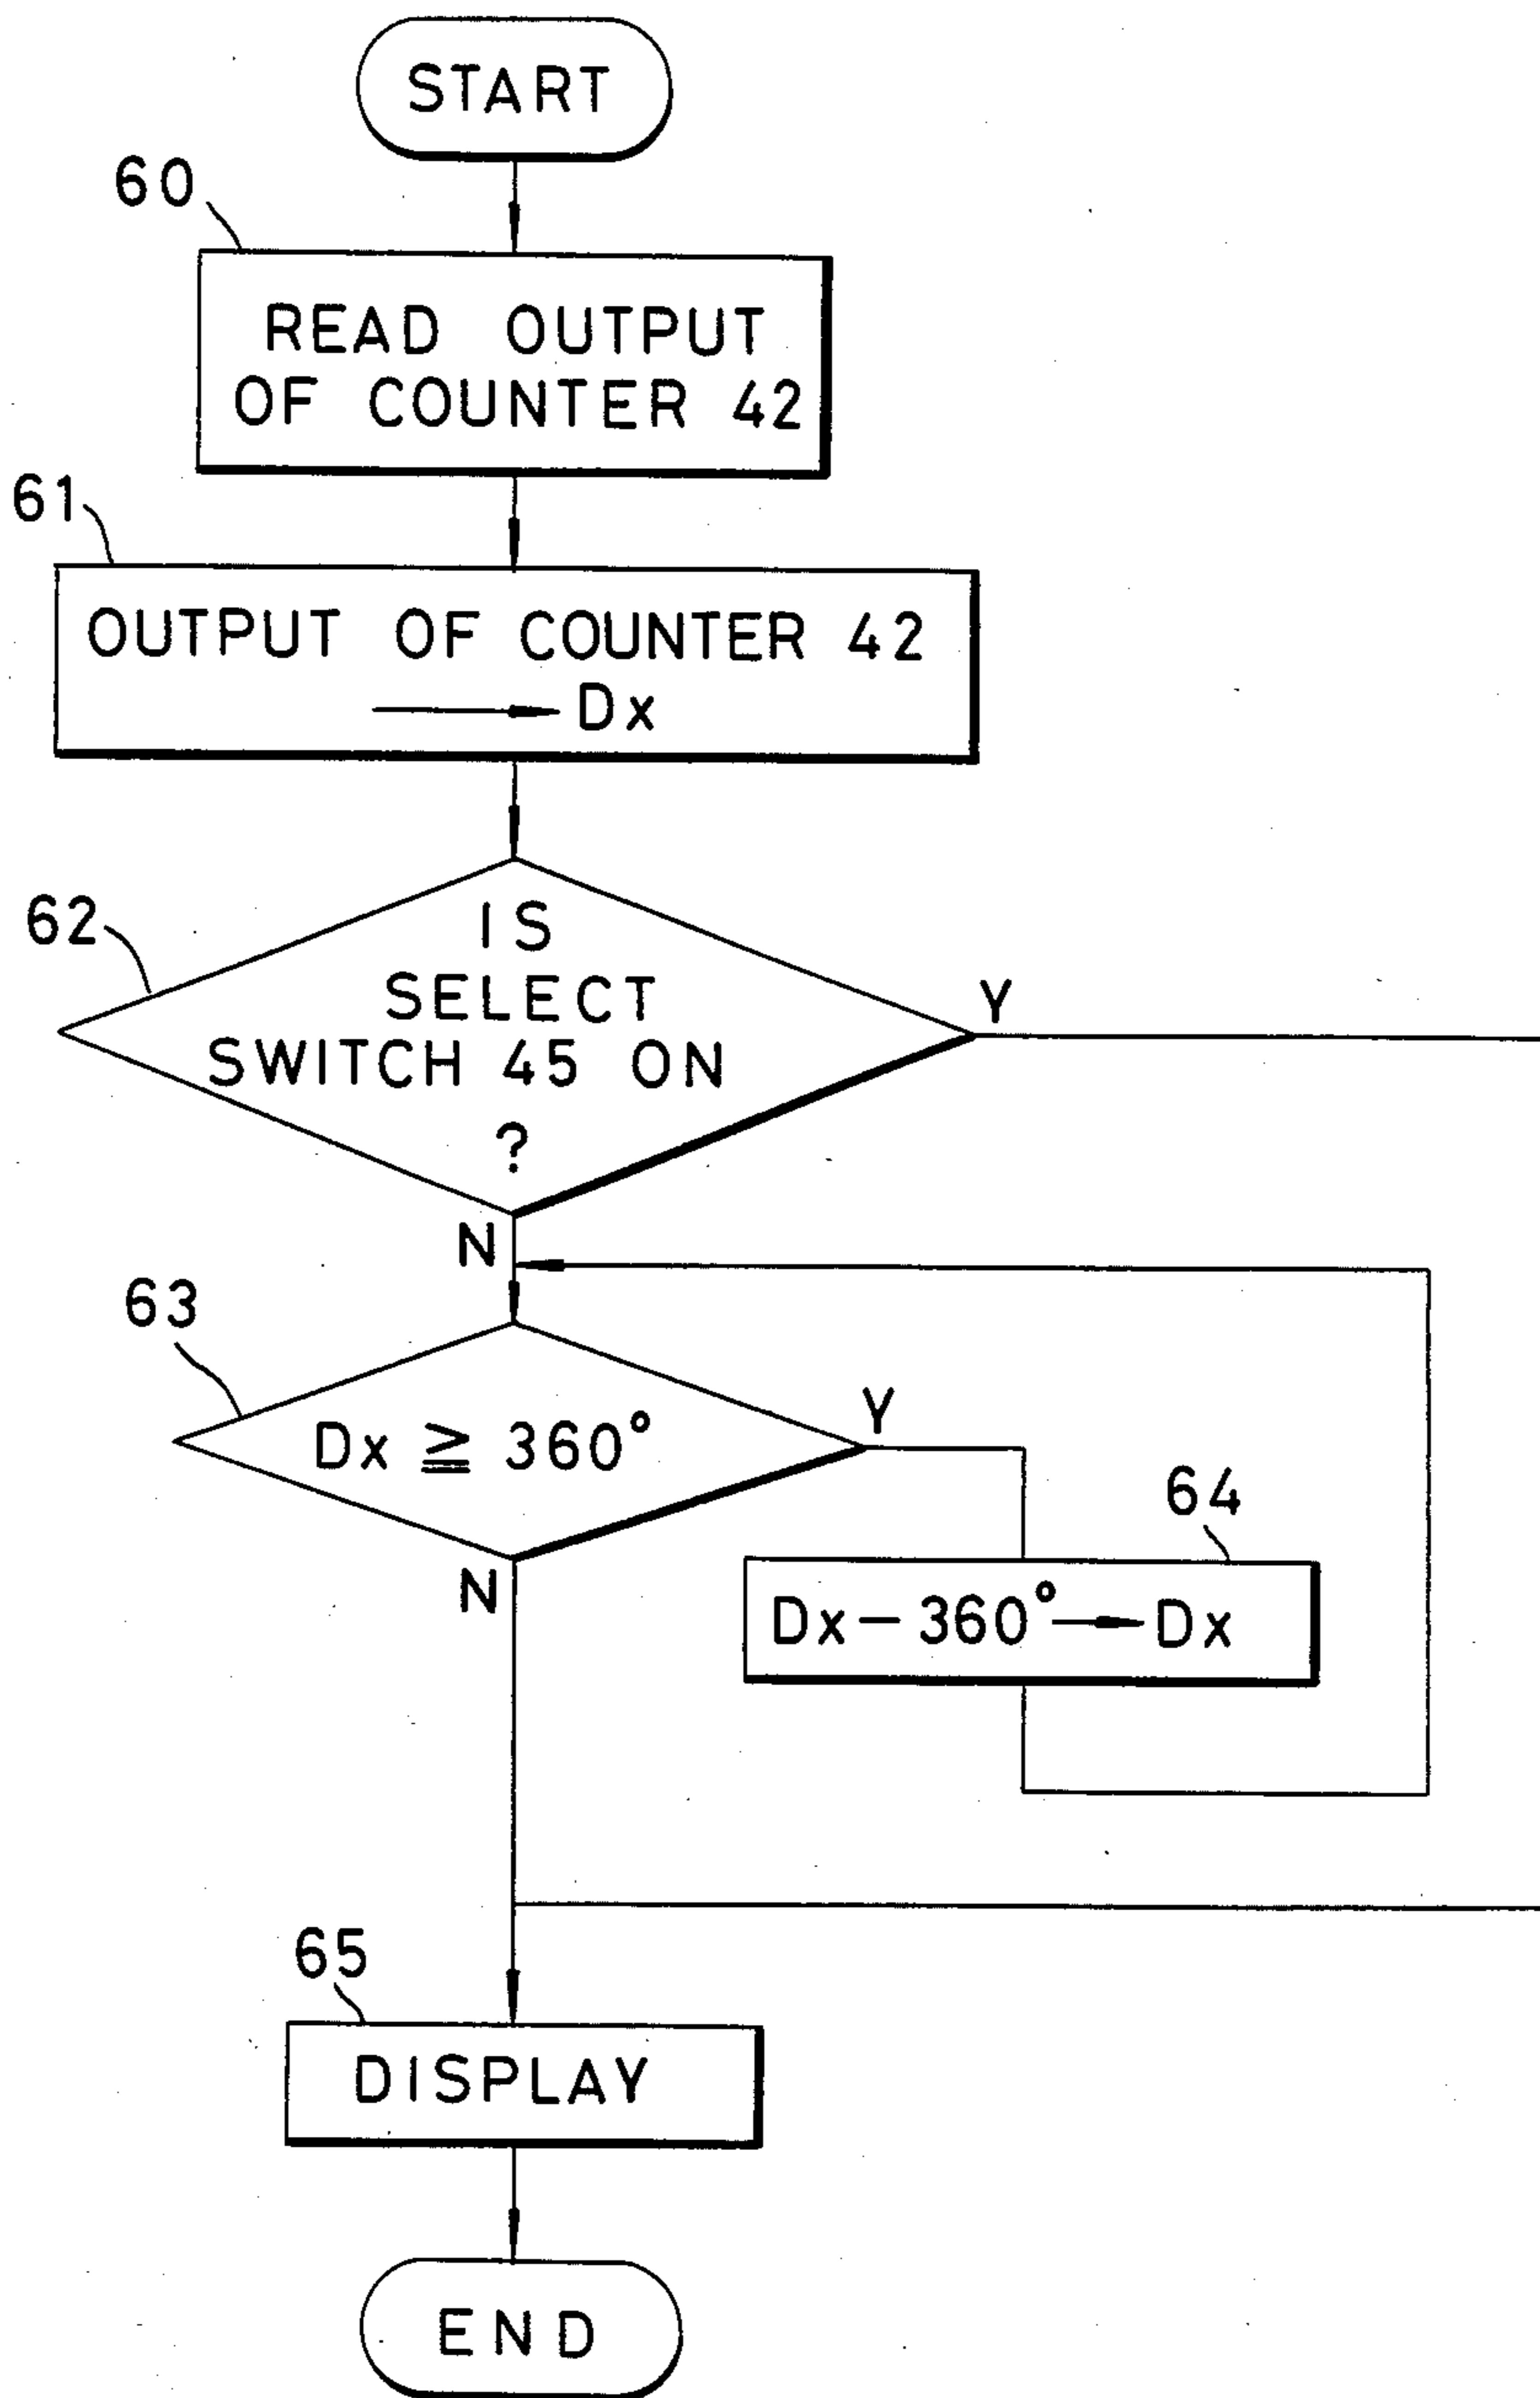 START
60
READ OUTPUT
OF COUNTER 42
61
OUTPUT OF COUNTER 42
→ Dx
62
IS
SELECT
SWITCH 45 ON
?
Y
N
63
Dx ≧ 360°
Y
N
64
Dx − 360° → Dx
65
DISPLAY
END